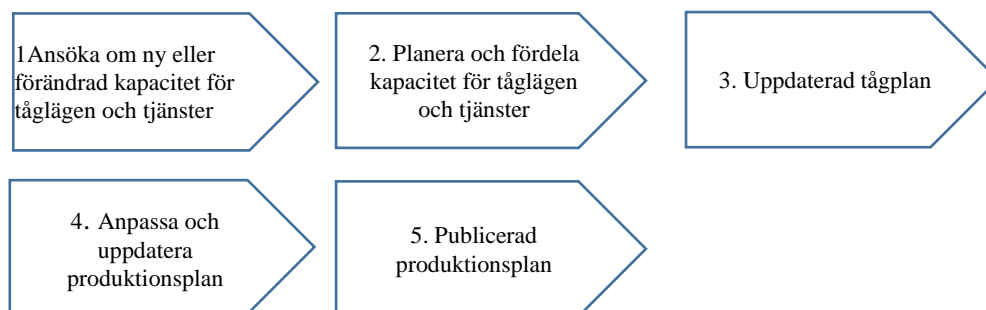 1Ansöka om ny eller
förändrad kapacitet för
tåglägen och tjänster
2. Planera och fördela
kapacitet för tåglägen
och tjänster
3. Uppdaterad tågplan
4. Anpassa och
uppdatera
produktionsplan
5. Publicerad
produktionsplan